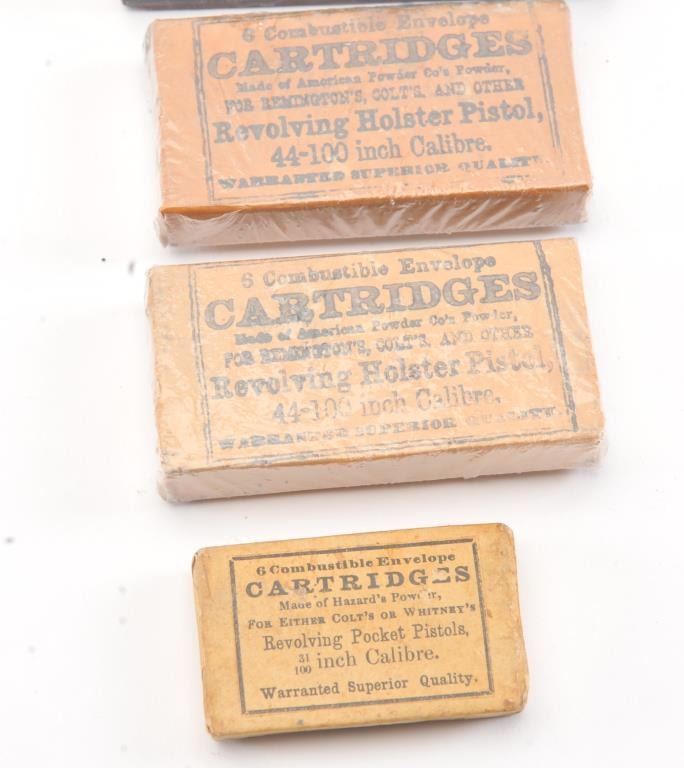 6 Combustible Envelope
CARTRIDGES
Made of American Powder Co's Powder,
FOR REMINGTON'S, COLT'S, AND OTHER
Revolving Holster Pistol,
44-100 inch Calibre.
WARRANTED SUPERIOR QUALITY.
6 Combustible Envelope
CARTRIDGES
Made of American Powder Co's Powder,
FOR REMINGTON'S, COLT'S, AND OTHER
Revolving Holster Pistol,
44-100 inch Calibre.
WARRANTED SUPERIOR QUALITY.
6 Combustible Envelope
CARTRIDGES
Made of Hazard's Powder,
FOR EITHER COLT'S OR WHITNEY'S
Revolving Pocket Pistols,
31/100 inch Calibre.
Warranted Superior Quality.